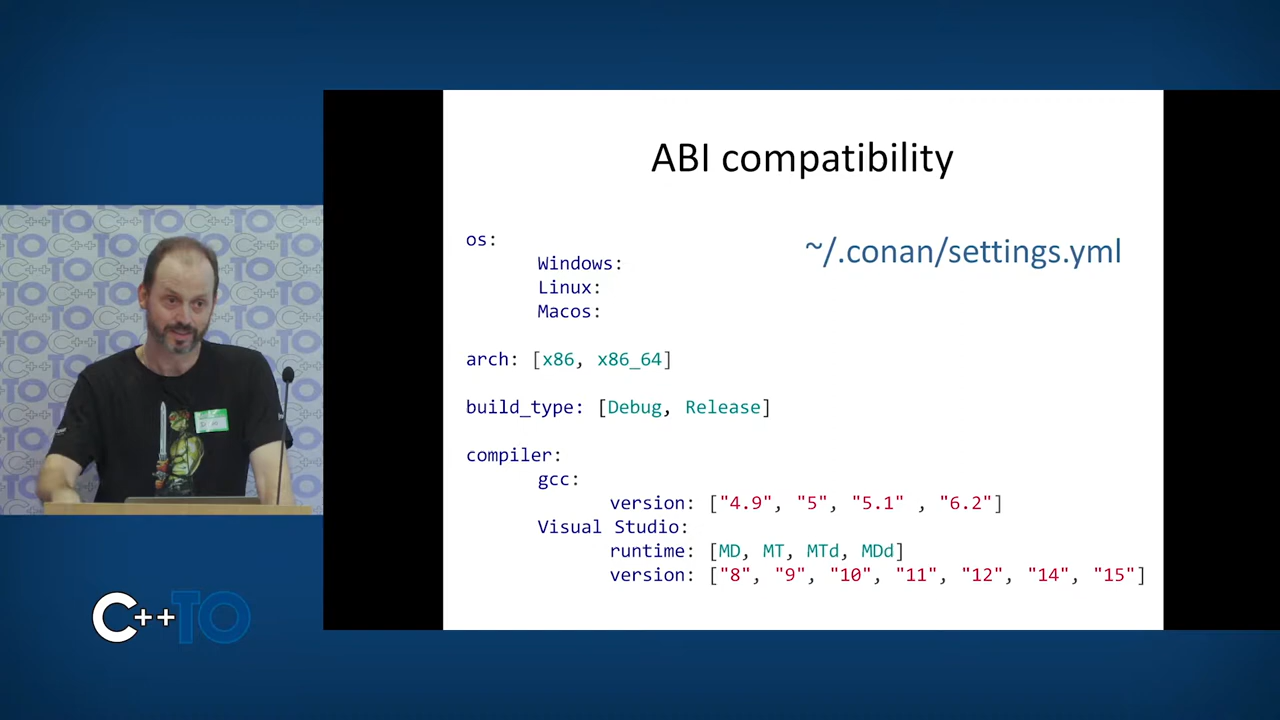 ABI compatibility
~/.conan/settings.yml
os:
Windows:
Linux:
Macos:
arch: [x86, x86_64]
build_type: [Debug, Release]
compiler:
gcc:
version: ["4.9", "5", "5.1" , "6.2"]
Visual Studio:
runtime: [MD, MT, MTd, MDd]
version: ["8", "9", "10", "11", "12", "14", "15"]
C++TO